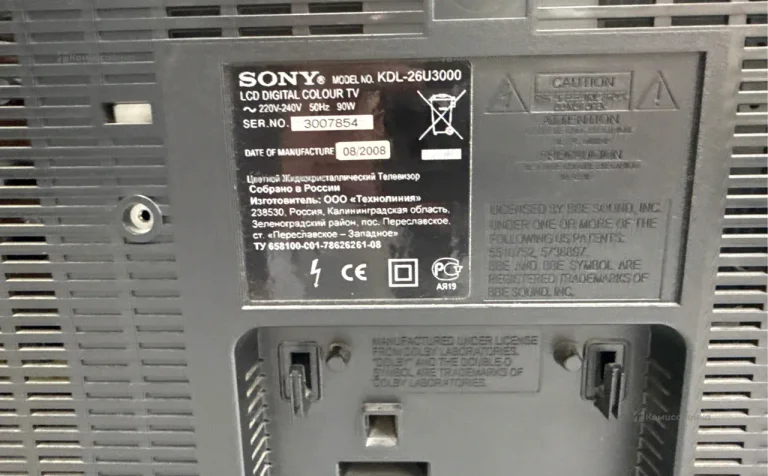 SONY® MODEL NO. KDL-26U3000
LCD DIGITAL COLOUR TV
220V-240V 50Hz 90W
SER.NO. 3007854
DATE OF MANUFACTURE 08/2008
Цветной Жидкокристаллический Телевизор
Собрано в России
Изготовитель: ООО «Технолиния»
238530, Россия, Калининградская область,
Зеленоградский район, пос. Переславское,
ст. «Переславское – Западное»
ТУ 658100-001-78626261-08
CE
АЯ19
CAUTION
ATTENTION
LICENSED BY BBE SOUND, INC.
UNDER ONE OR MORE OF THE
FOLLOWING US PATENTS:
5510752, 5736897.
BBE AND BBE SYMBOL ARE
REGISTERED TRADEMARKS OF
BBE SOUND, INC.
MANUFACTURED UNDER LICENSE
FROM DOLBY LABORATORIES.
"DOLBY" AND THE DOUBLE-D
SYMBOL ARE TRADEMARKS OF
DOLBY LABORATORIES.